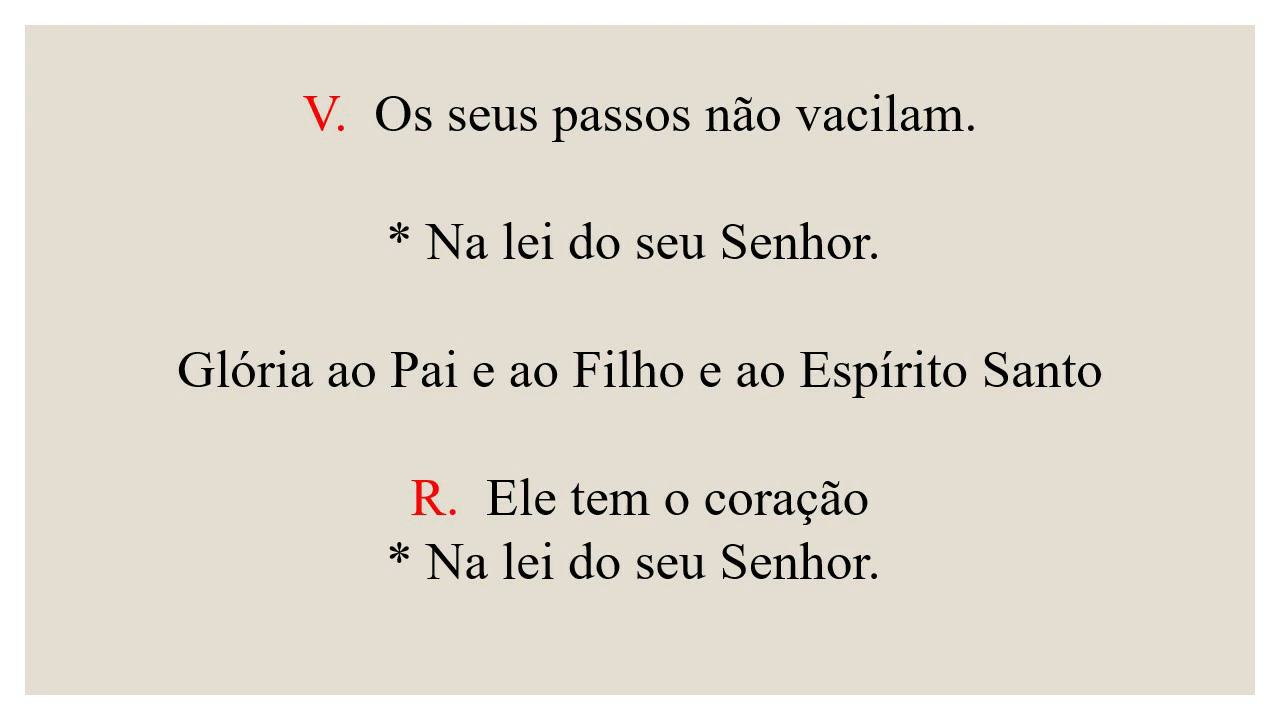 V. Os seus passos não vacilam.
* Na lei do seu Senhor.
Glória ao Pai e ao Filho e ao Espírito Santo
R. Ele tem o coração
* Na lei do seu Senhor.